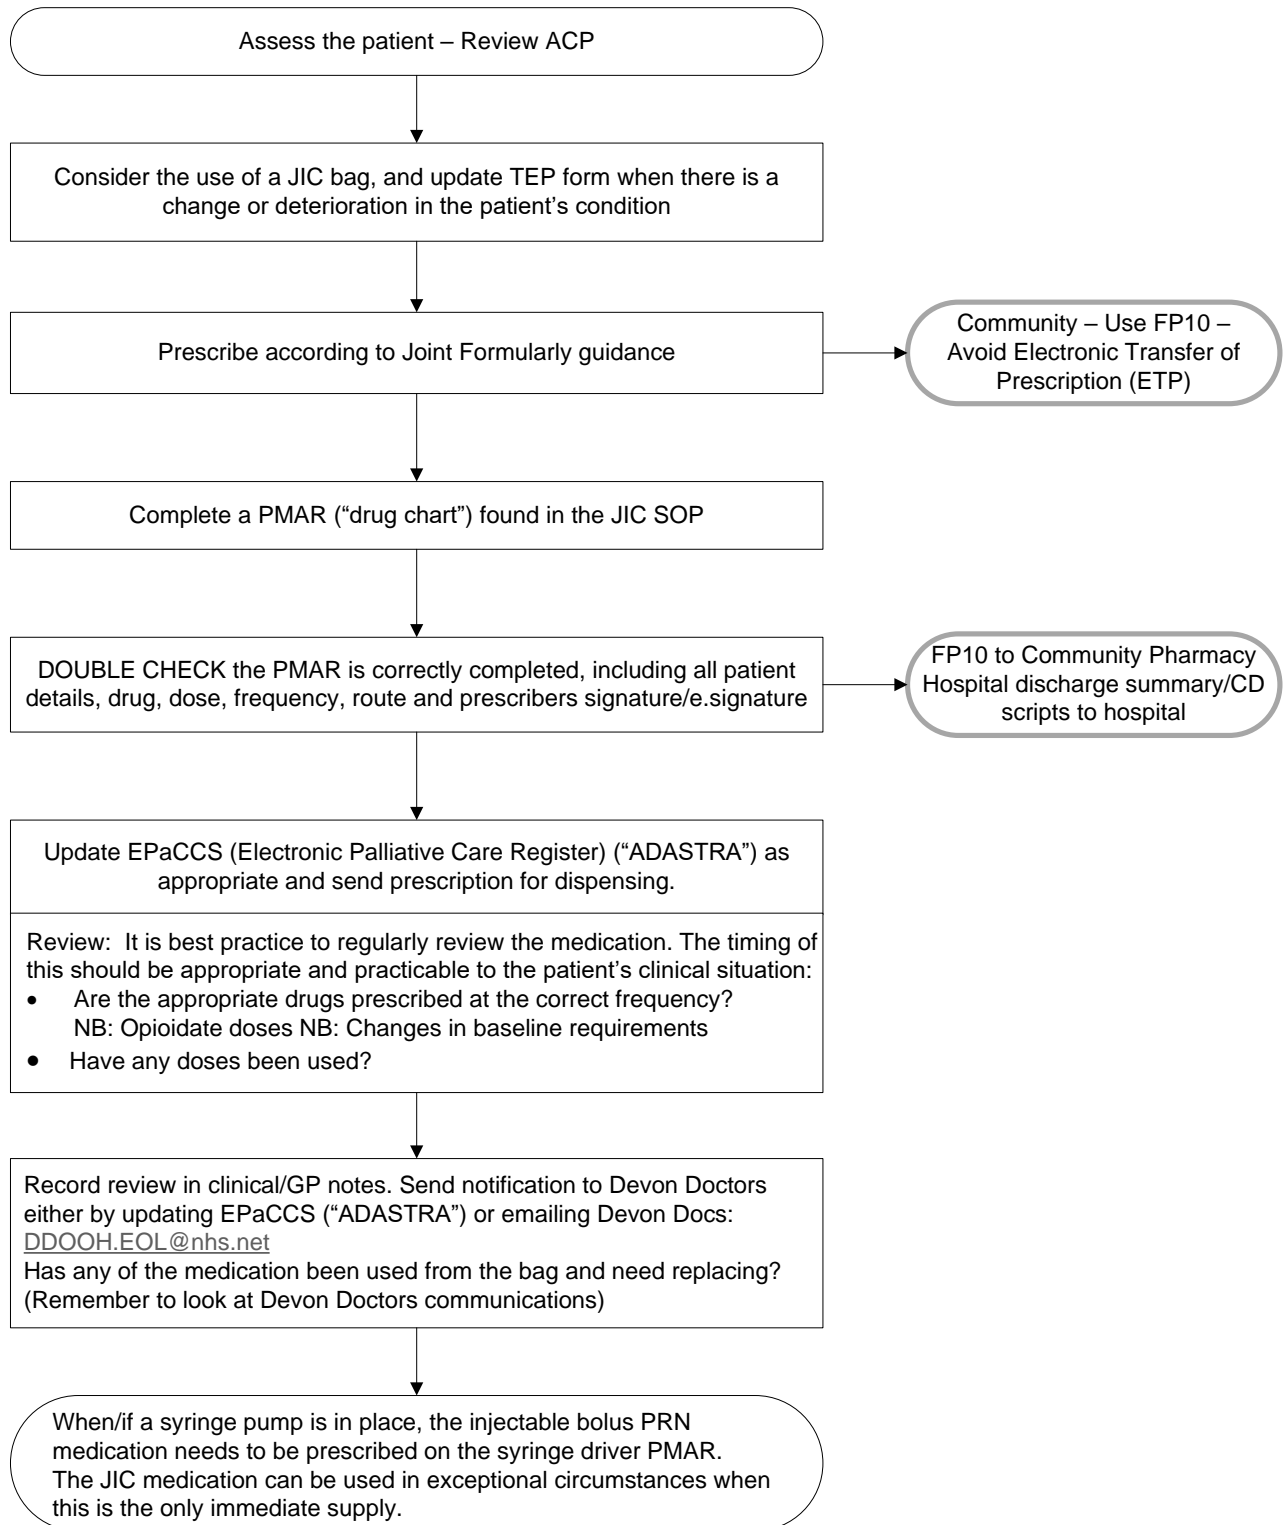 Assess the patient – Review ACP
Consider the use of a JIC bag, and update TEP form when there is a
change or deterioration in the patient's condition
Prescribe according to Joint Formularly guidance
Community – Use FP10 –
Avoid Electronic Transfer of
Prescription (ETP)
Complete a PMAR (“drug chart”) found in the JIC SOP
DOUBLE CHECK the PMAR is correctly completed, including all patient
details, drug, dose, frequency, route and prescribers signature/e.signature
FP10 to Community Pharmacy
Hospital discharge summary/CD
scripts to hospital
Update EPaCCS (Electronic Palliative Care Register) (“ADASTRA”) as
appropriate and send prescription for dispensing.
Review: It is best practice to regularly review the medication. The timing of
this should be appropriate and practicable to the patient's clinical situation:
• Are the appropriate drugs prescribed at the correct frequency?
NB: Opioidate doses NB: Changes in baseline requirements
• Have any doses been used?
Record review in clinical/GP notes. Send notification to Devon Doctors
either by updating EPaCCS (“ADASTRA”) or emailing Devon Docs:
DDOOH.EOL@nhs.net
Has any of the medication been used from the bag and need replacing?
(Remember to look at Devon Doctors communications)
When/if a syringe pump is in place, the injectable bolus PRN
medication needs to be prescribed on the syringe driver PMAR.
The JIC medication can be used in exceptional circumstances when
this is the only immediate supply.